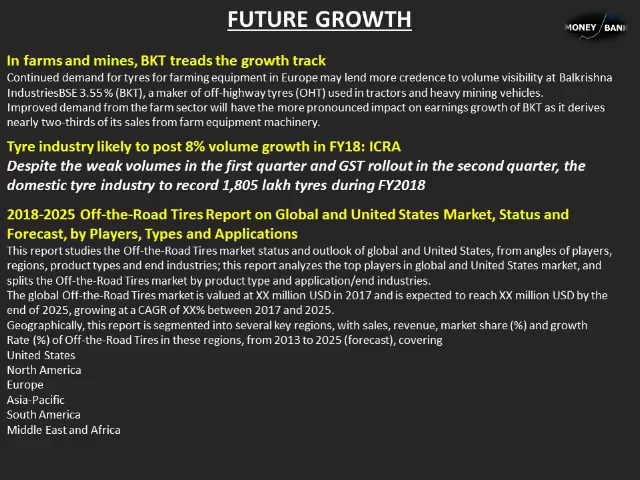 FUTURE GROWTH
MONEY BANK
In farms and mines, BKT treads the growth track
Continued demand for tyres for farming equipment in Europe may lend more credence to volume visibility at Balkrishna
IndustriesBSE 3.55 % (BKT), a maker of off-highway tyres (OHT) used in tractors and heavy mining vehicles.
Improved demand from the farm sector will have the more pronounced impact on earnings growth of BKT as it derives
nearly two-thirds of its sales from farm equipment machinery.
Tyre industry likely to post 8% volume growth in FY18: ICRA
Despite the weak volumes in the first quarter and GST rollout in the second quarter, the
domestic tyre industry to record 1,805 lakh tyres during FY2018
2018-2025 Off-the-Road Tires Report on Global and United States Market, Status and
Forecast, by Players, Types and Applications
This report studies the Off-the-Road Tires market status and outlook of global and United States, from angles of players,
regions, product types and end industries; this report analyzes the top players in global and United States market, and
splits the Off-the-Road Tires market by product type and application/end industries.
The global Off-the-Road Tires market is valued at XX million USD in 2017 and is expected to reach XX million USD by the
end of 2025, growing at a CAGR of XX% between 2017 and 2025.
Geographically, this report is segmented into several key regions, with sales, revenue, market share (%) and growth
Rate (%) of Off-the-Road Tires in these regions, from 2013 to 2025 (forecast), covering
United States
North America
Europe
Asia-Pacific
South America
Middle East and Africa